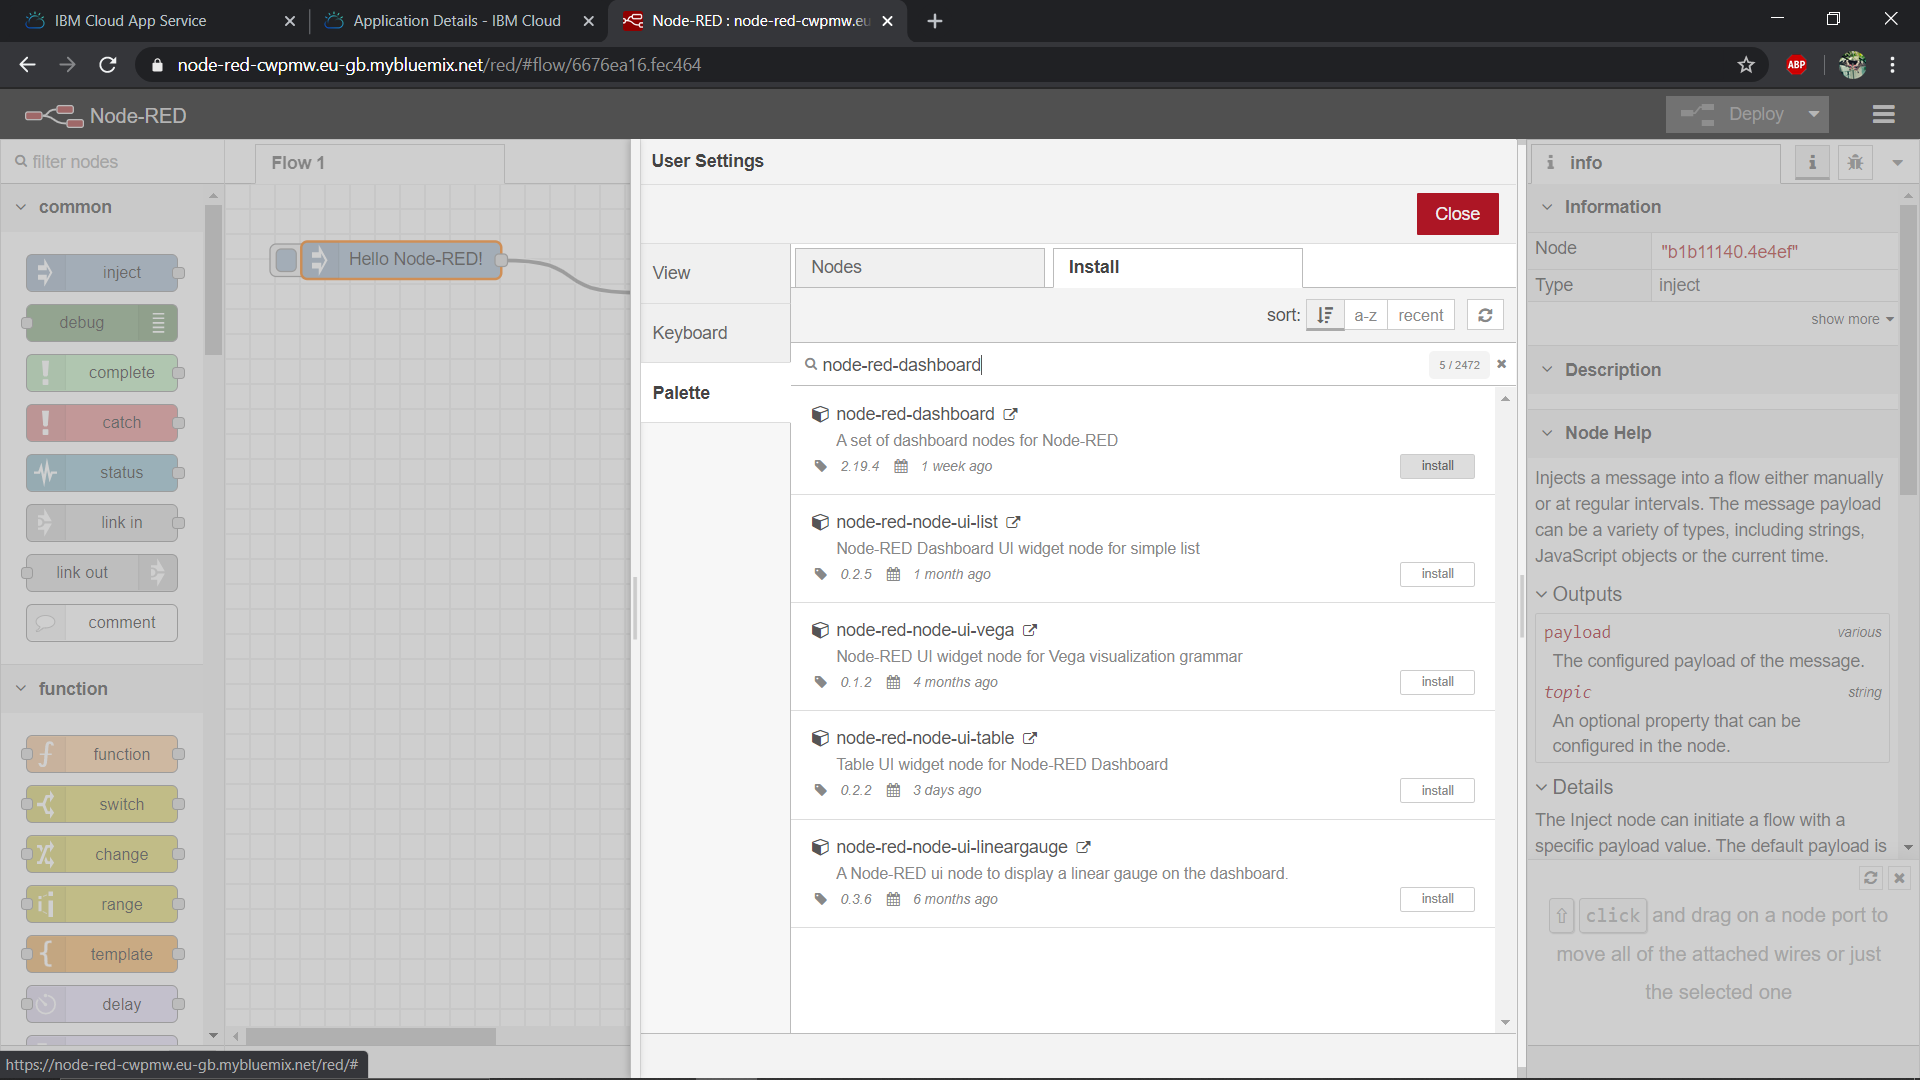 IBM Cloud App Service
Application Details - IBM Cloud
Node-RED : node-red-cwpmw.eu
node-red-cwpmw.eu-gb.mybluemix.net/red/#flow/6676ea16.fec464
ABP
Node-RED
Deploy
filter nodes
common
inject
debug
complete
catch
status
link in
link out
comment
function
function
switch
change
range
template
delay
Flow 1
Hello Node-RED!
User Settings
Close
View
Keyboard
Palette
Nodes
Install
sort:
a-z
recent
node-red-dashboard
5 / 2472
node-red-dashboard
A set of dashboard nodes for Node-RED
2.19.4 1 week ago
install
node-red-node-ui-list
Node-RED Dashboard UI widget node for simple list
0.2.5 1 month ago
install
node-red-node-ui-vega
Node-RED UI widget node for Vega visualization grammar
0.1.2 4 months ago
install
node-red-node-ui-table
Table UI widget node for Node-RED Dashboard
0.2.2 3 days ago
install
node-red-node-ui-lineargauge
A Node-RED ui node to display a linear gauge on the dashboard.
0.3.6 6 months ago
install
info
Information
Node "b1b11140.4e4ef"
Type inject
show more
Description
Node Help
Injects a message into a flow either manually
or at regular intervals. The message payload
can be a variety of types, including strings,
JavaScript objects or the current time.
Outputs
payload various
The configured payload of the message.
topic string
An optional property that can be
configured in the node.
Details
The Inject node can initiate a flow with a
specific payload value. The default payload is
click and drag on a node port to
move all of the attached wires or just
the selected one
https://node-red-cwpmw.eu-gb.mybluemix.net/red/#